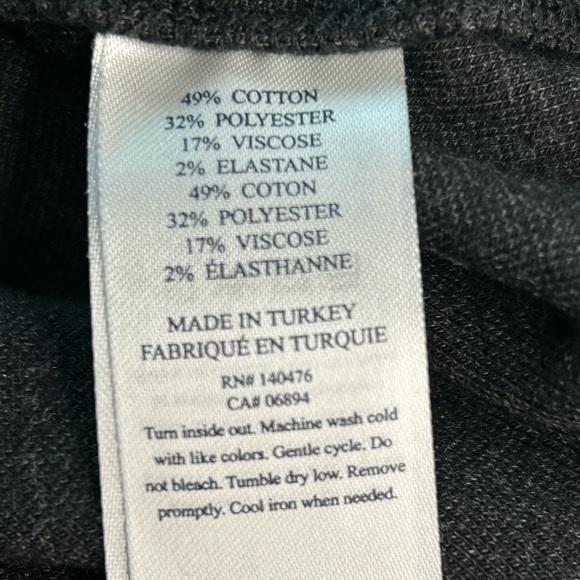 49% COTTON
32% POLYESTER
17% VISCOSE
2% ELASTANE
49% COTON
32% POLYESTER
17% VISCOSE
2% ÉLASTHANNE
MADE IN TURKEY
FABRIQUÉ EN TURQUIE
RN# 140476
CA# 06894
Turn inside out. Machine wash cold
with like colors. Gentle cycle. Do
not bleach. Tumble dry low. Remove
promptly. Cool iron when needed.